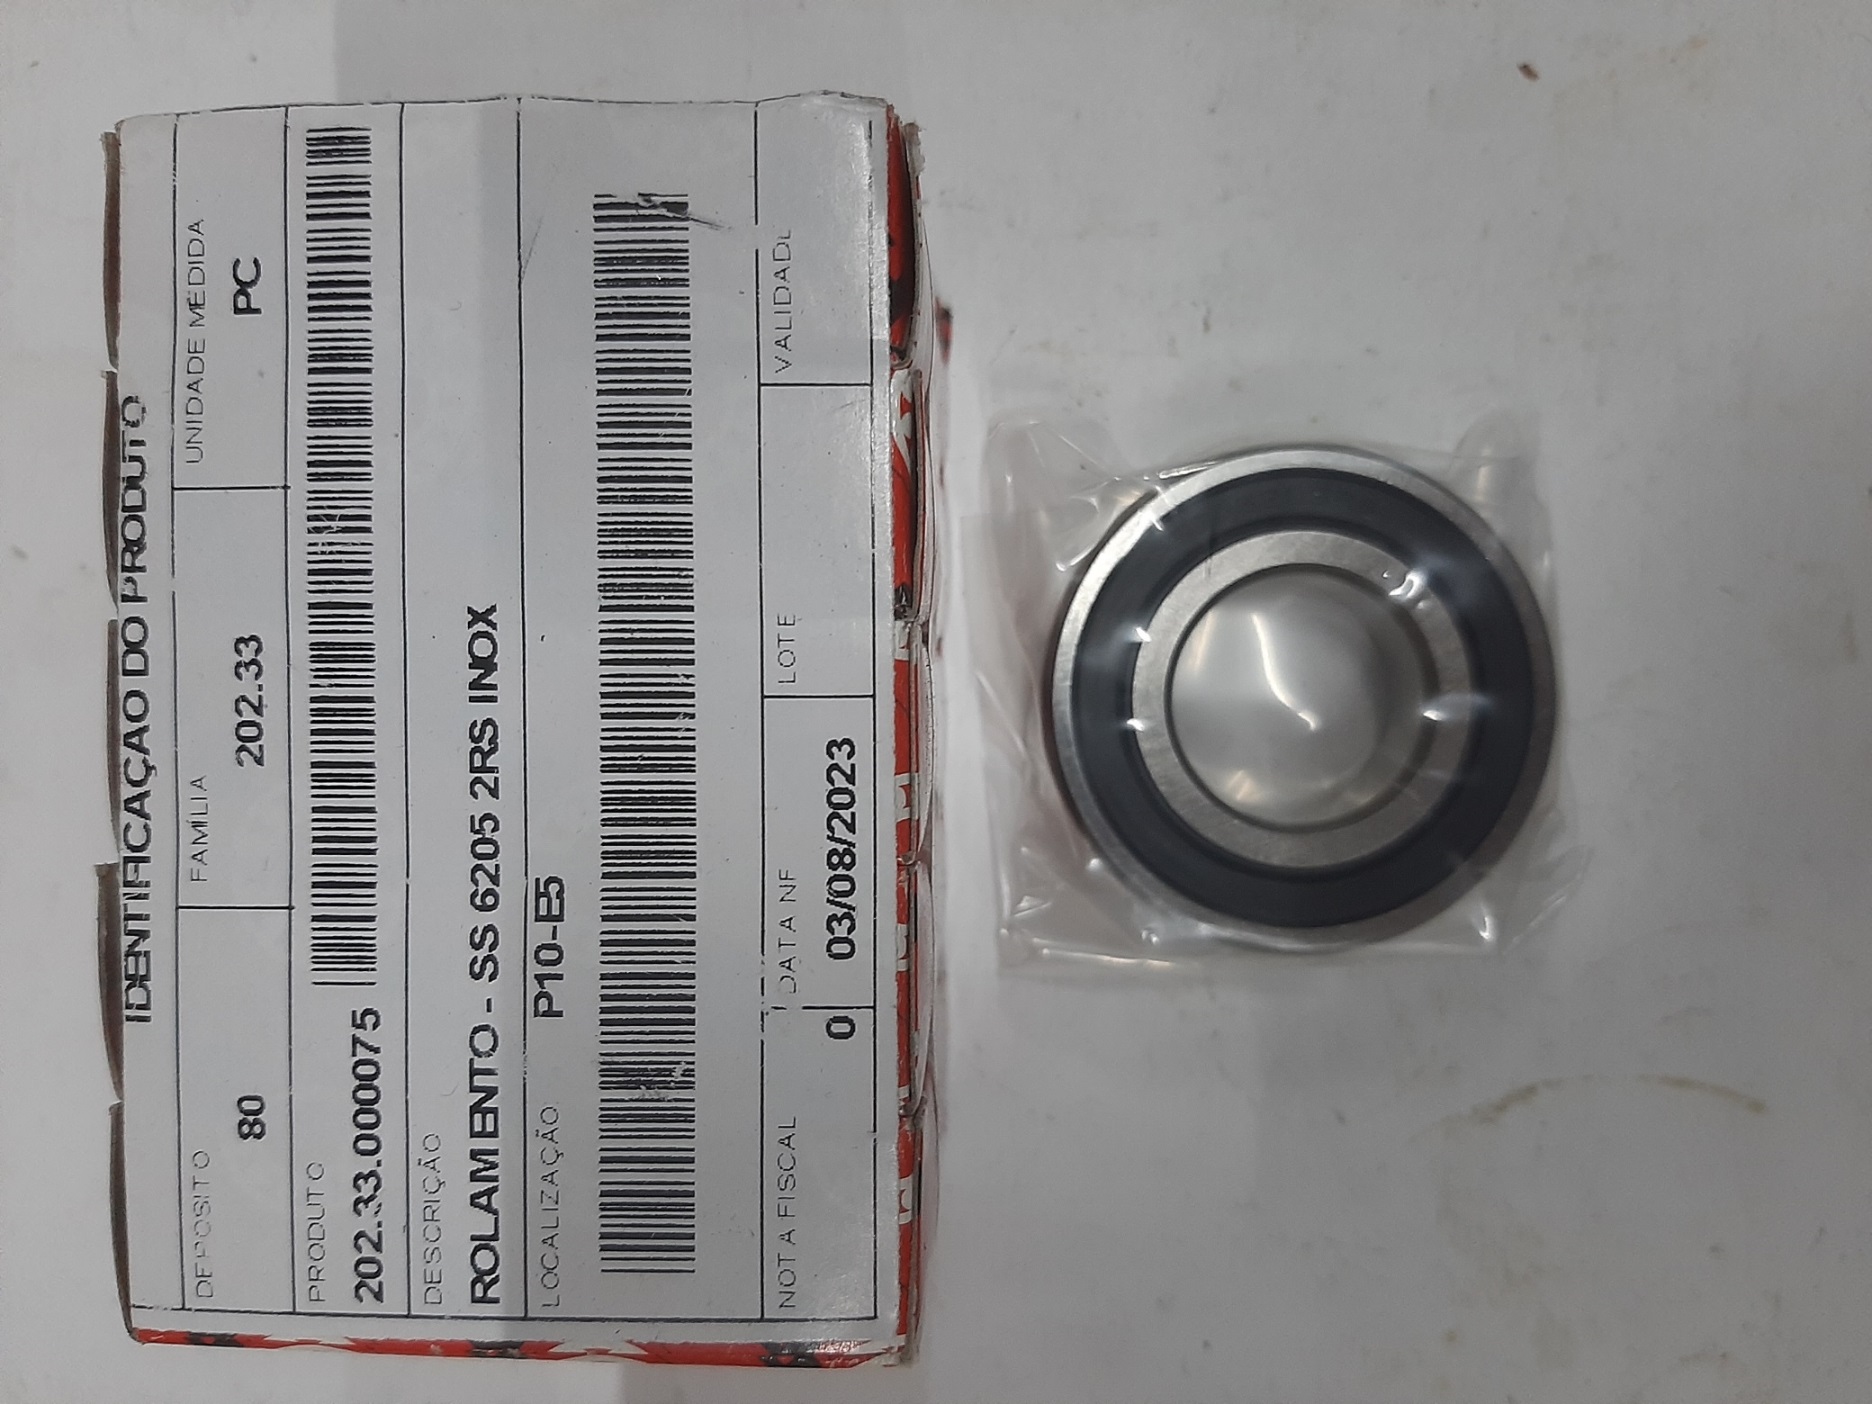 IDENTIFICAÇAO DO PRODUTO
DEPOSITO
80
FAMÍLIA
202.33
UNIDADE MEDIDA
PC
PRODUTO
202.33.000075
DESCRIÇÃO
ROLAMENTO - SS 6205 2RS INOX
LOCALIZAÇÃO
P10-E5
NOTA FISCAL
0
DATA NF
03/08/2023
LOTE
VALIDADE